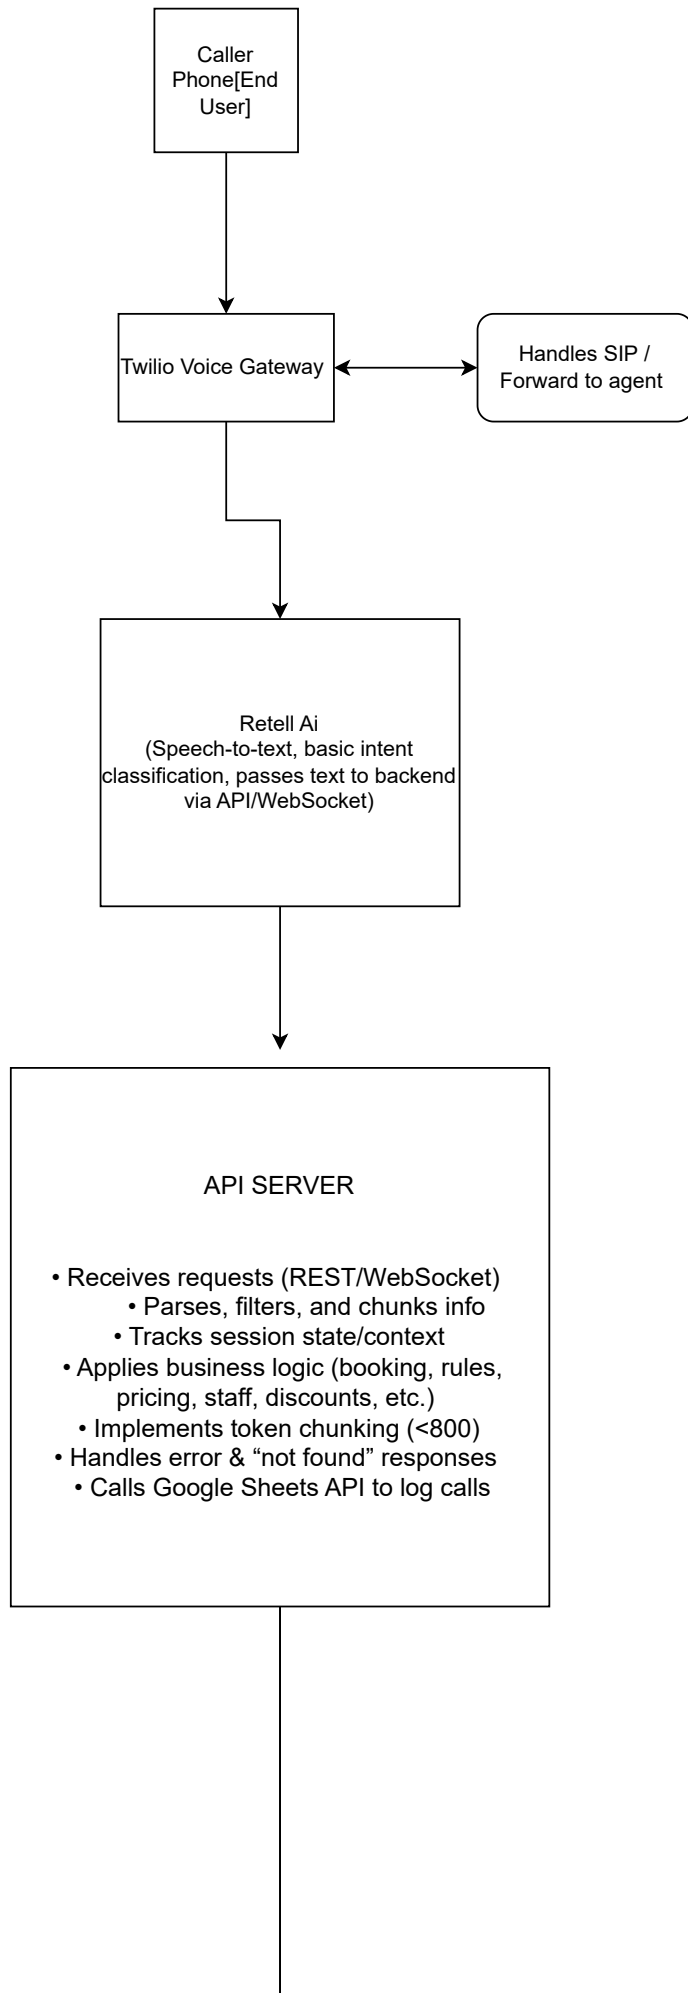 Caller
Phone[End
User]
Twilio Voice Gateway
Handles SIP /
Forward to agent
Retell Ai
(Speech-to-text, basic intent
classification, passes text to backend
via API/WebSocket)
API SERVER
• Receives requests (REST/WebSocket)
• Parses, filters, and chunks info
• Tracks session state/context
• Applies business logic (booking, rules,
pricing, staff, discounts, etc.)
• Implements token chunking (<800)
• Handles error & “not found” responses
• Calls Google Sheets API to log calls